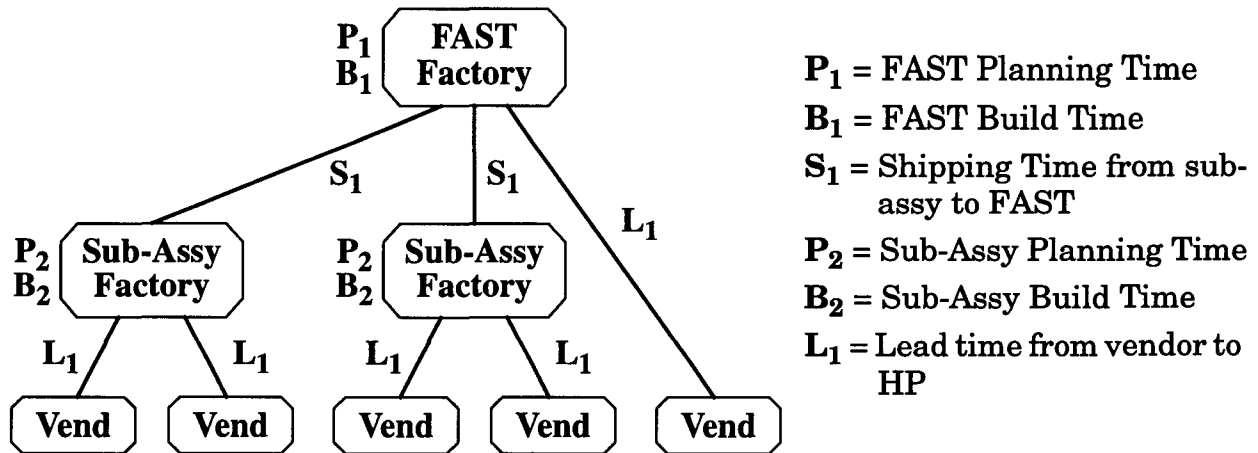 P1 FAST
B1 Factory
S1 S1 L1
P2 Sub-Assy
B2 Factory
P2 Sub-Assy
B2 Factory
L1 L1 L1 L1
Vend Vend Vend Vend Vend
P1 = FAST Planning Time
B1 = FAST Build Time
S1 = Shipping Time from sub-
assy to FAST
P2 = Sub-Assy Planning Time
B2 = Sub-Assy Build Time
L1 = Lead time from vendor to
HP